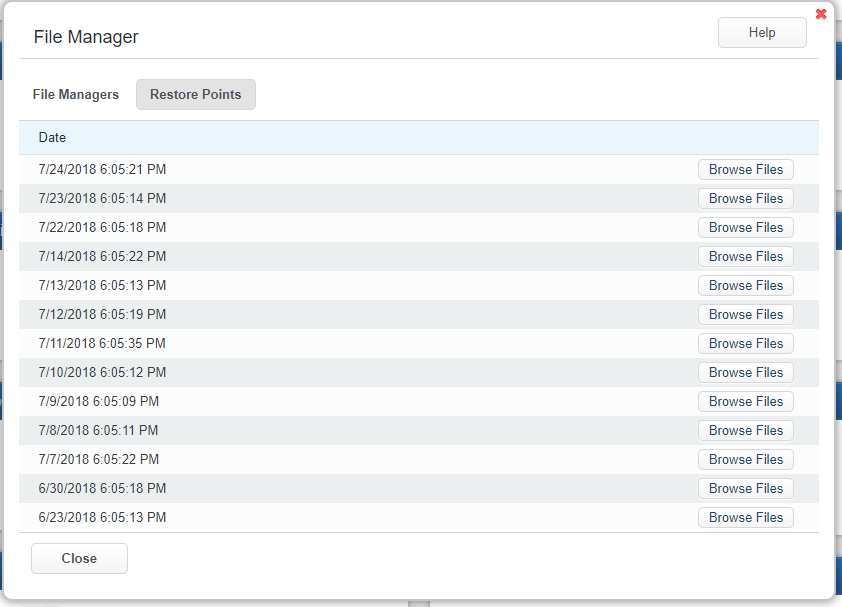 File Manager
Help
File Managers Restore Points
Date
7/24/2018 6:05:21 PM Browse Files
7/23/2018 6:05:14 PM Browse Files
7/22/2018 6:05:18 PM Browse Files
7/14/2018 6:05:22 PM Browse Files
7/13/2018 6:05:13 PM Browse Files
7/12/2018 6:05:19 PM Browse Files
7/11/2018 6:05:35 PM Browse Files
7/10/2018 6:05:12 PM Browse Files
7/9/2018 6:05:09 PM Browse Files
7/8/2018 6:05:11 PM Browse Files
7/7/2018 6:05:22 PM Browse Files
6/30/2018 6:05:18 PM Browse Files
6/23/2018 6:05:13 PM Browse Files
Close